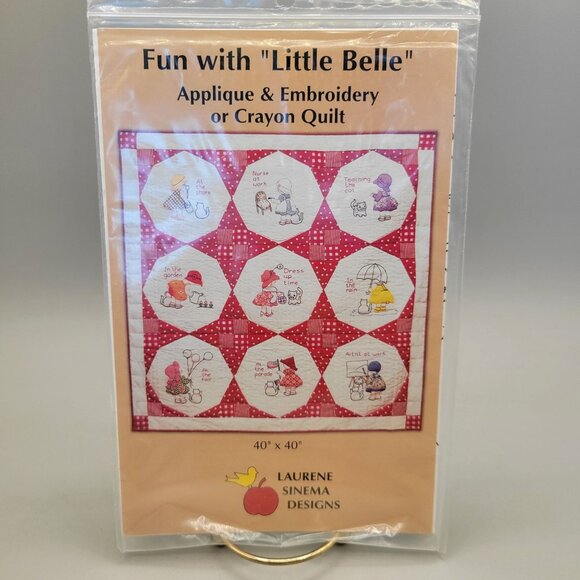 Fun with "Little Belle"
Applique & Embroidery
or Crayon Quilt
At
the
store
Nurse
at
work
Teaching
the
cat
In the
garden
Dress
up
time
In
the
rain
the
fair
the
parade
Artist at work
40" x 40"
LAURENE
SINEMA
DESIGNS